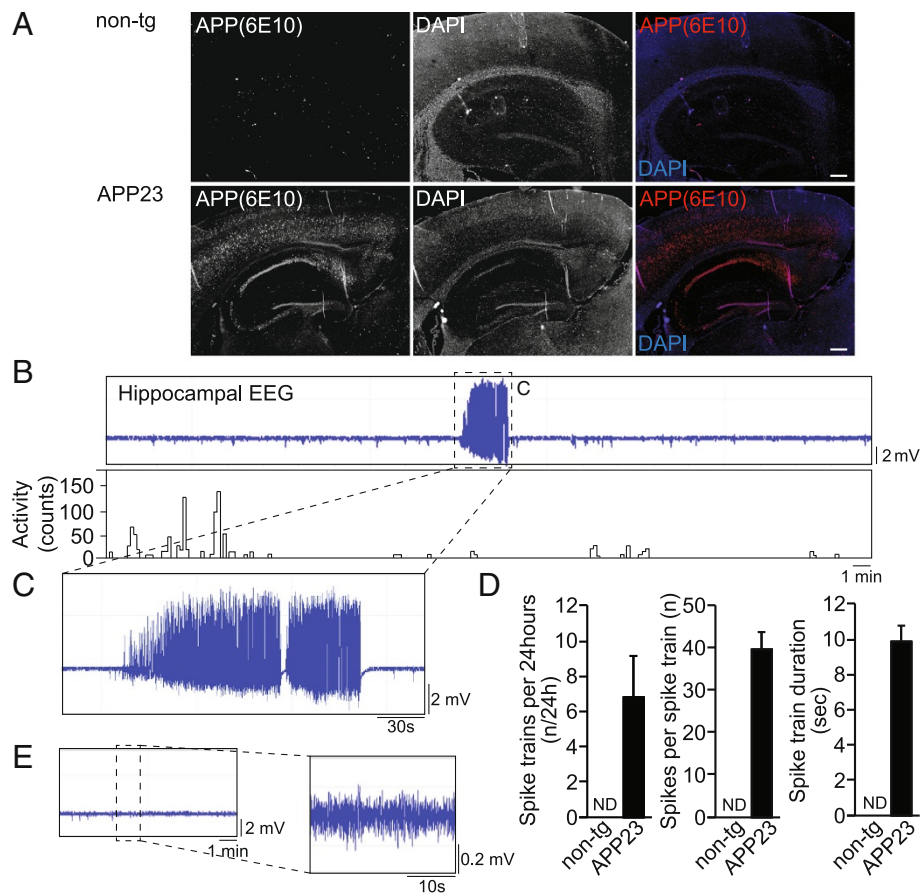 A
non-tg
APP(6E10)
DAPI
APP(6E10)
DAPI
APP23
APP(6E10)
DAPI
APP(6E10)
DAPI
B
Hippocampal EEG
C
2 mV
Activity
(counts)
150
100
50
0
1 min
C
2 mV
30s
D
Spike trains per 24hours
(n/24h)
12
10
8
6
4
2
0
ND
non-tg
APP23
Spikes per spike train (n)
50
40
30
20
10
0
ND
non-tg
APP23
Spike train duration
(sec)
12
10
8
6
4
2
0
ND
non-tg
APP23
E
2 mV
1 min
0.2 mV
10s